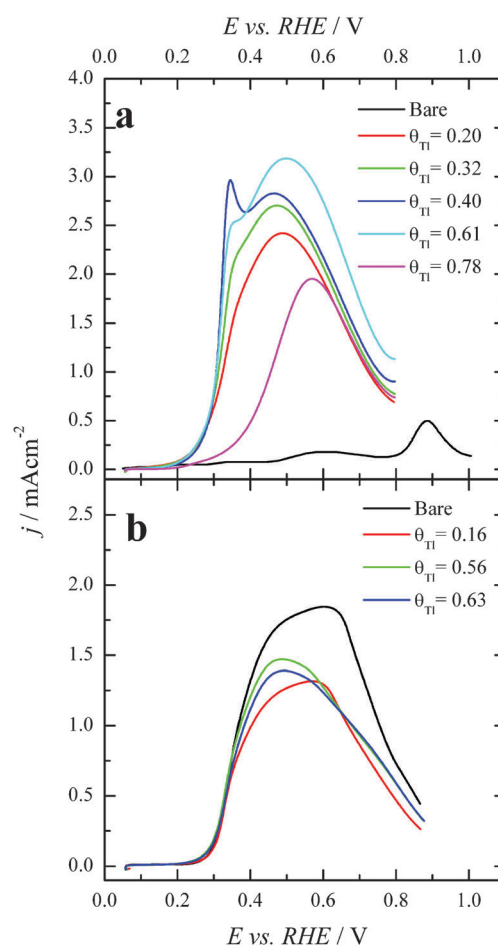 E vs. RHE / V
0.0 0.2 0.4 0.6 0.8 1.0
4.0
3.5
3.0
2.5
2.0
1.5
1.0
0.5
0.0
a
Bare
θTl= 0.20
θTl= 0.32
θTl= 0.40
θTl= 0.61
θTl= 0.78
j / mAcm-2
b
Bare
θTl= 0.16
θTl= 0.56
θTl= 0.63
2.5
2.0
1.5
1.0
0.5
0.0
0.0 0.2 0.4 0.6 0.8 1.0
E vs. RHE / V